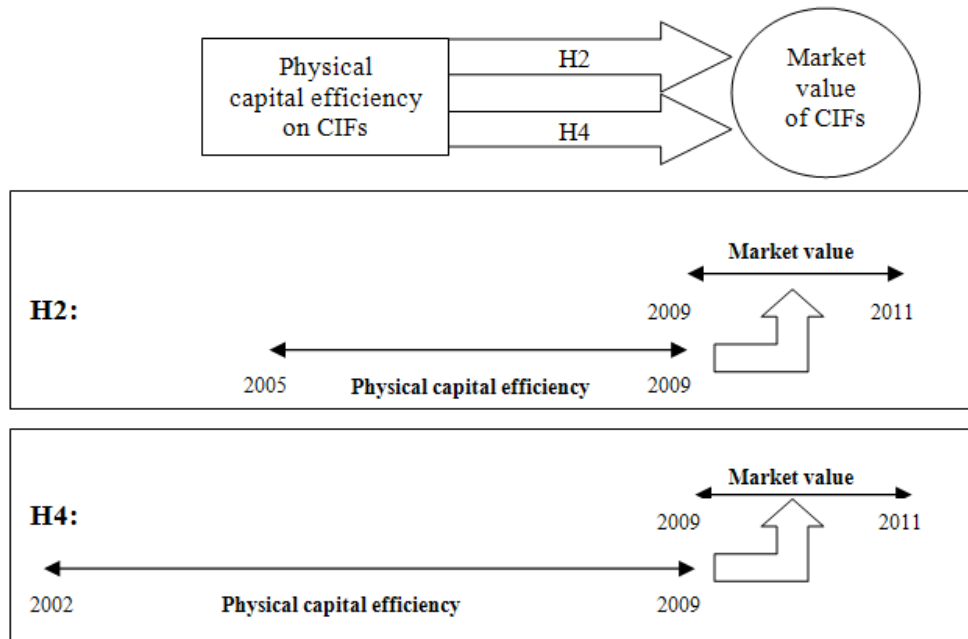 Physical
capital efficiency
on CIFs
H2
H4
Market
value
of CIFs
H2:
Market value
2009
2011
2005
Physical capital efficiency
2009
H4:
Market value
2009
2011
2002
Physical capital efficiency
2009